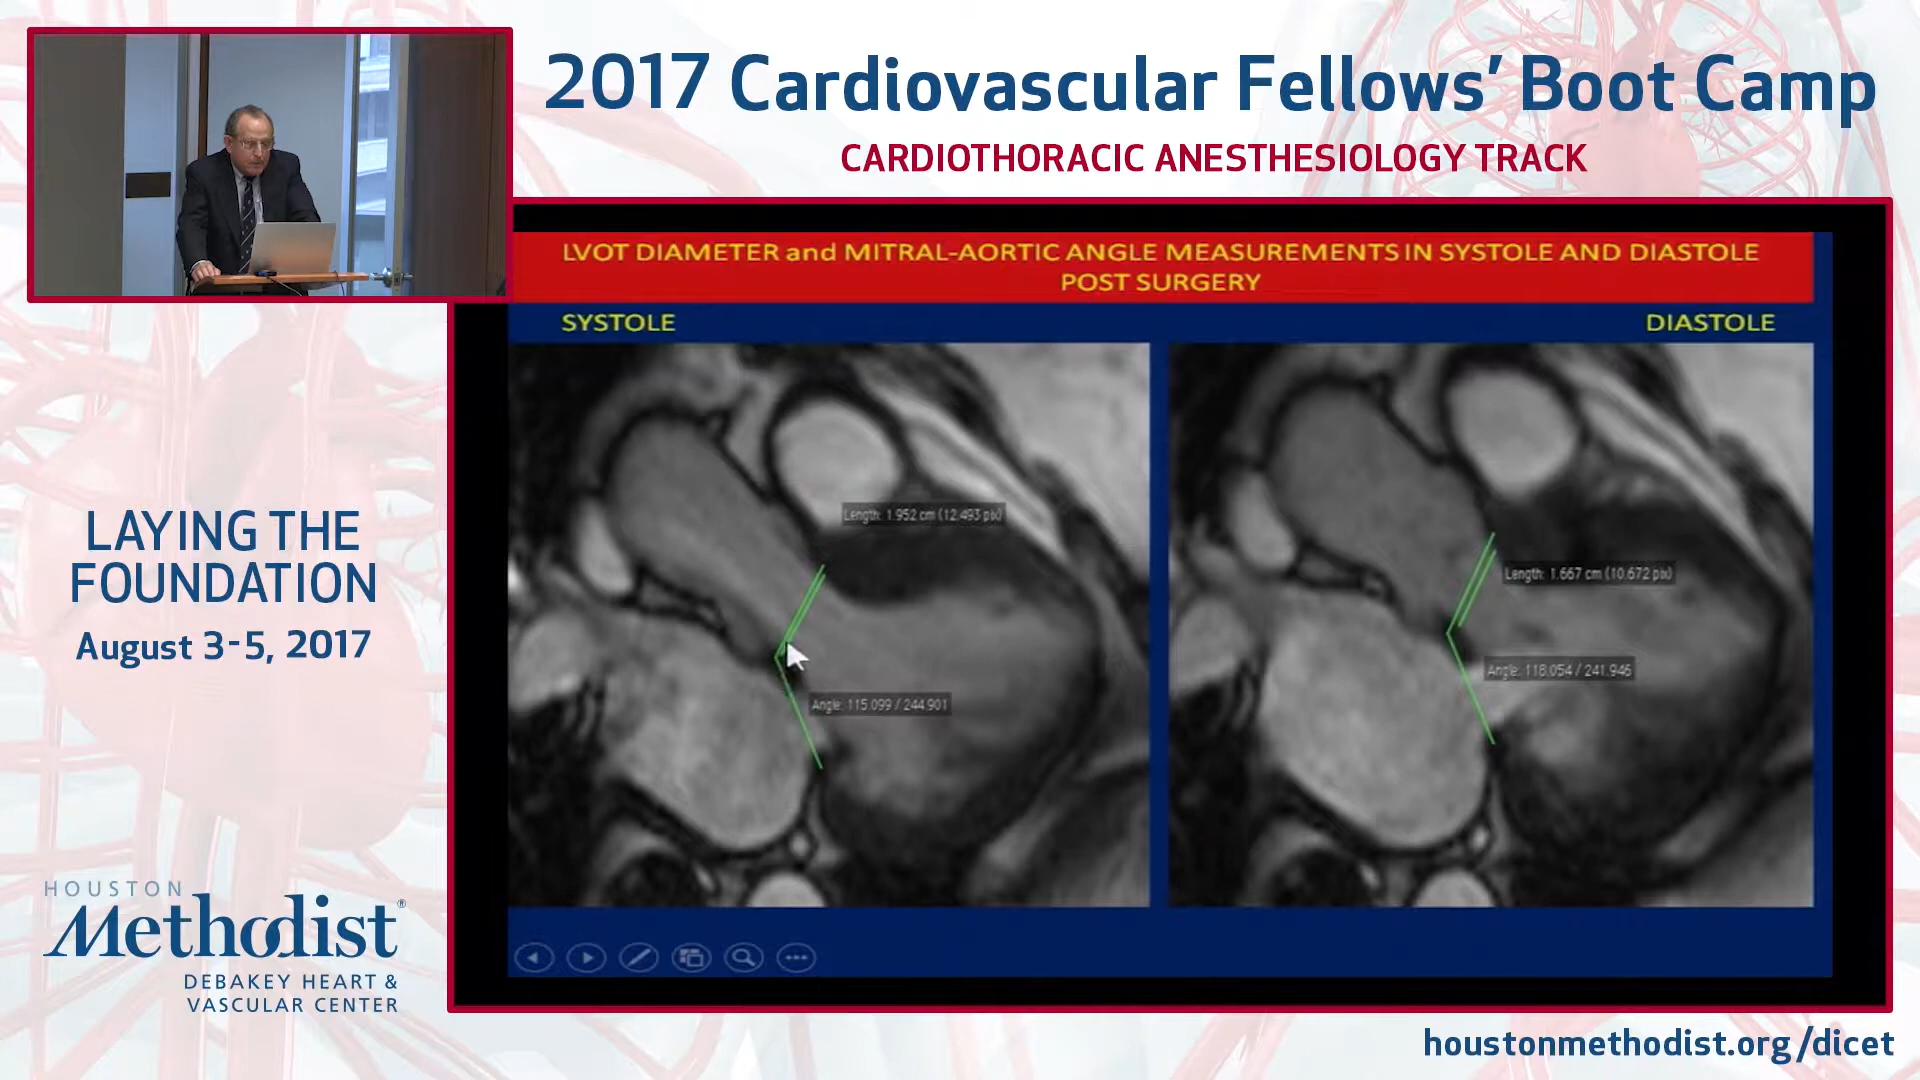 2017 Cardiovascular Fellows' Boot Camp
CARDIOTHORACIC ANESTHESIOLOGY TRACK
LVOT DIAMETER and MITRAL-AORTIC ANGLE MEASUREMENTS IN SYSTOLE AND DIASTOLE
POST SURGERY
SYSTOLE
DIASTOLE
Length: 1.952 cm (12.493 pix)
Angle: 115.099 / 244.901
Length: 1.667 cm (10.672 pix)
Angle: 118.054 / 241.946
LAYING THE
FOUNDATION
August 3-5, 2017
HOUSTON
Methodist®
DEBAKEY HEART &
VASCULAR CENTER
houstonmethodist.org/dicet